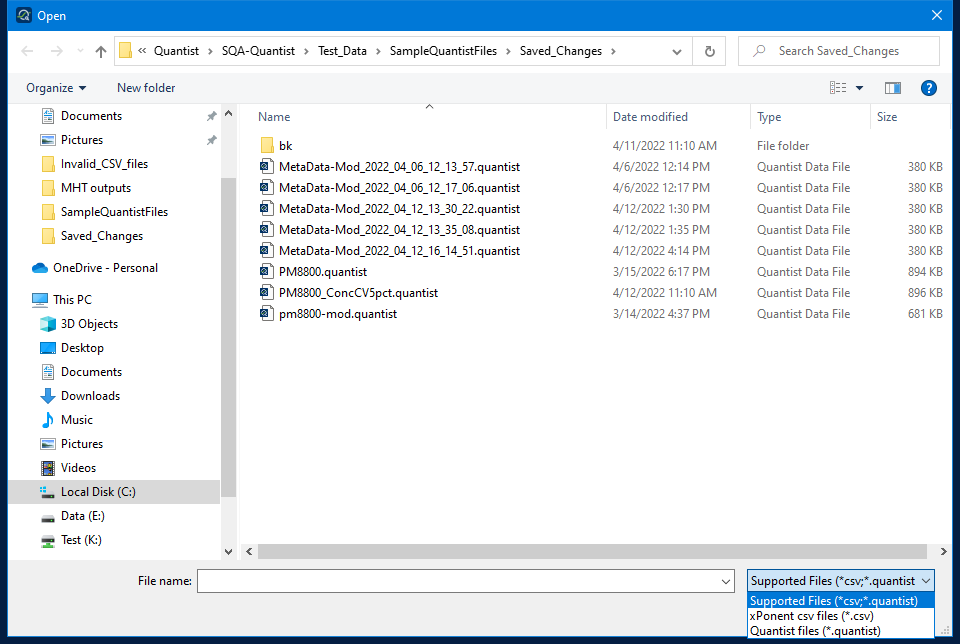 Open
« Quantist > SQA-Quantist > Test_Data > SampleQuantistFiles > Saved_Changes >
Search Saved_Changes
Organize New folder
Documents
Pictures
Invalid_CSV_files
MHT outputs
SampleQuantistFiles
Saved_Changes
OneDrive - Personal
This PC
3D Objects
Desktop
Documents
Downloads
Music
Pictures
Videos
Local Disk (C:)
Data (E:)
Test (K:)
Name Date modified Type Size
bk 4/11/2022 11:10 AM File folder
MetaData-Mod_2022_04_06_12_13_57.quantist 4/6/2022 12:14 PM Quantist Data File 380 KB
MetaData-Mod_2022_04_06_12_17_06.quantist 4/6/2022 12:17 PM Quantist Data File 380 KB
MetaData-Mod_2022_04_12_13_30_22.quantist 4/12/2022 1:30 PM Quantist Data File 380 KB
MetaData-Mod_2022_04_12_13_35_08.quantist 4/12/2022 1:35 PM Quantist Data File 380 KB
MetaData-Mod_2022_04_12_16_14_51.quantist 4/12/2022 4:14 PM Quantist Data File 380 KB
PM8800.quantist 3/15/2022 6:17 PM Quantist Data File 894 KB
PM8800_ConcCV5pct.quantist 4/12/2022 11:10 AM Quantist Data File 896 KB
pm8800-mod.quantist 3/14/2022 4:37 PM Quantist Data File 681 KB
File name:
Supported Files (*csv;*.quantist
Supported Files (*csv;*.quantist)
xPonent csv files (*.csv)
Quantist files (*.quantist)